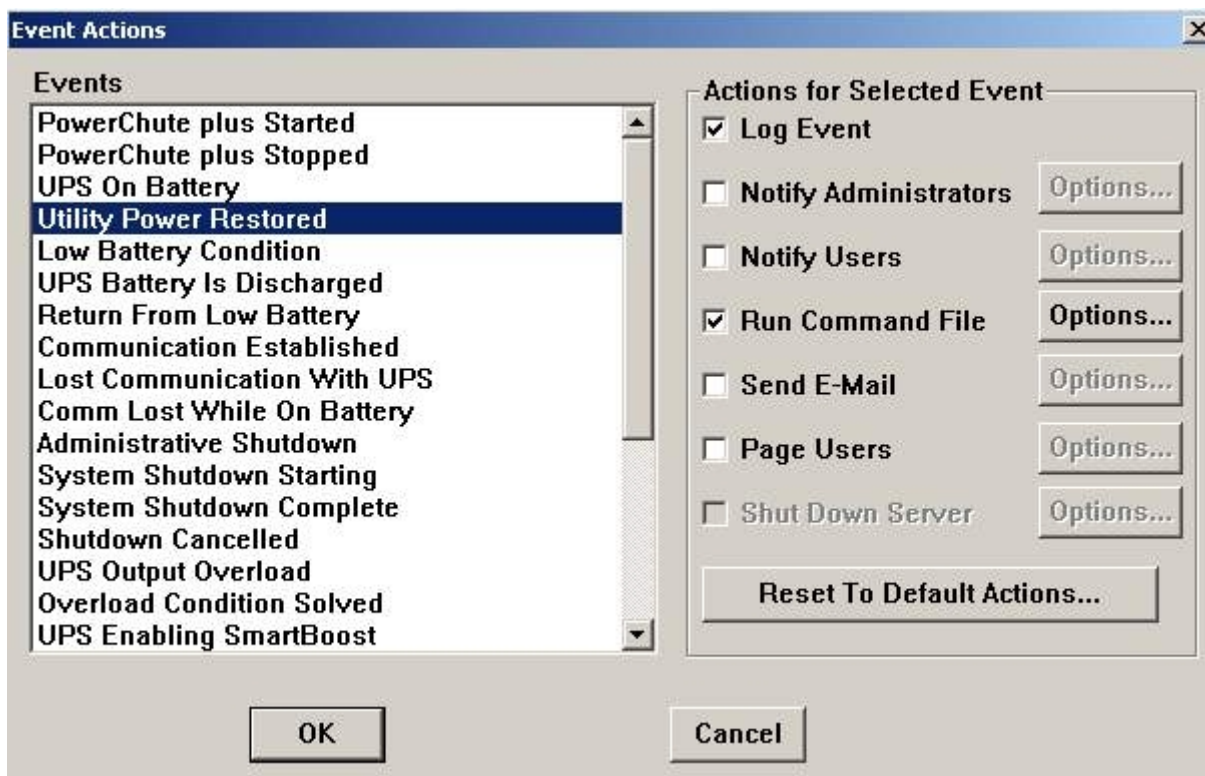 Event Actions
Events
PowerChute plus Started
PowerChute plus Stopped
UPS On Battery
Utility Power Restored
Low Battery Condition
UPS Battery Is Discharged
Return From Low Battery
Communication Established
Lost Communication With UPS
Comm Lost While On Battery
Administrative Shutdown
System Shutdown Starting
System Shutdown Complete
Shutdown Cancelled
UPS Output Overload
Overload Condition Solved
UPS Enabling SmartBoost
Actions for Selected Event
Log Event
Notify Administrators Options...
Notify Users Options...
Run Command File Options...
Send E-Mail Options...
Page Users Options...
Shut Down Server Options...
Reset To Default Actions...
OK Cancel